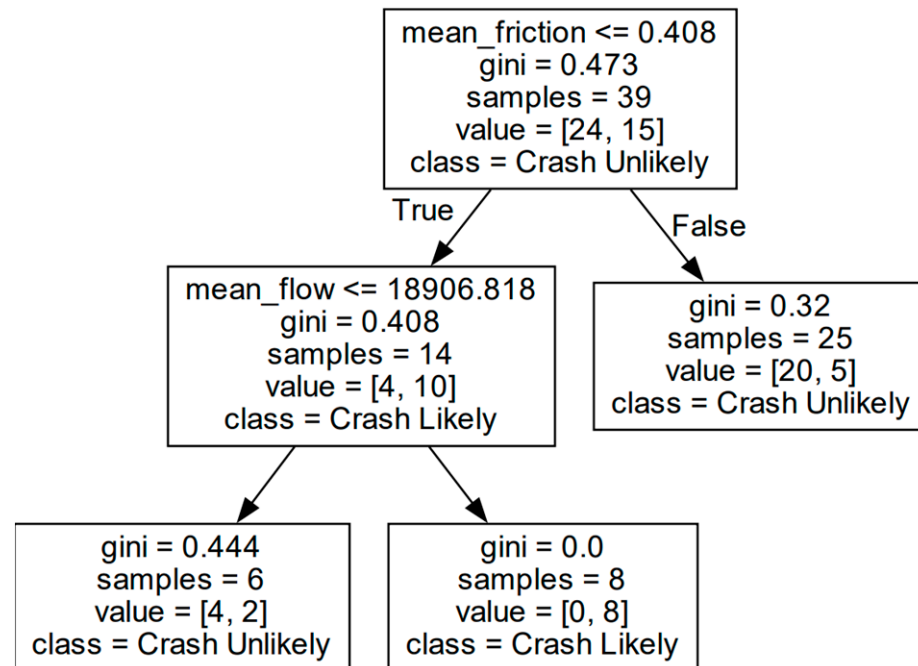 mean_friction <= 0.408
gini = 0.473
samples = 39
value = [24, 15]
class = Crash Unlikely
True
False
mean_flow <= 18906.818
gini = 0.408
samples = 14
value = [4, 10]
class = Crash Likely
gini = 0.32
samples = 25
value = [20, 5]
class = Crash Unlikely
gini = 0.444
samples = 6
value = [4, 2]
class = Crash Unlikely
gini = 0.0
samples = 8
value = [0, 8]
class = Crash Likely